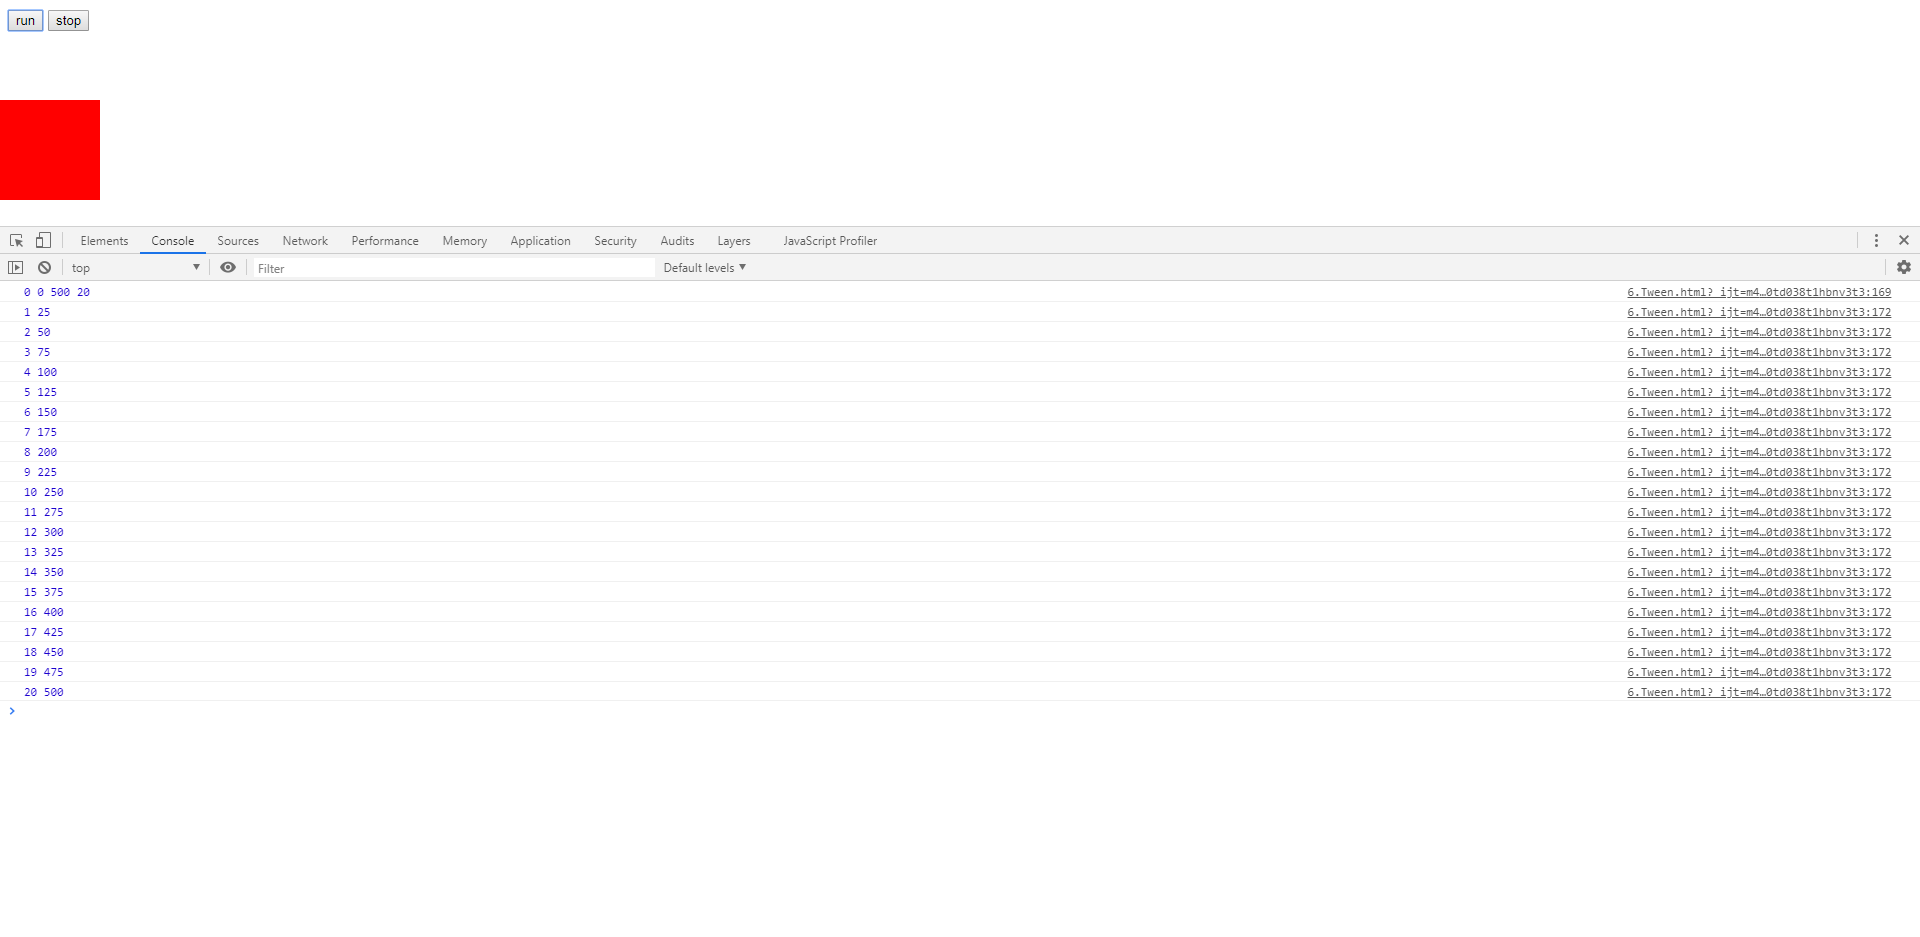 run stop
Elements Console Sources Network Performance Memory Application Security Audits Layers JavaScript Profiler
top Filter Default levels
0 0 500 20 6.Tween.html?_ijt=m4…0td038t1hbnv3t3:169
1 25 6.Tween.html?_ijt=m4…0td038t1hbnv3t3:172
2 50 6.Tween.html?_ijt=m4…0td038t1hbnv3t3:172
3 75 6.Tween.html?_ijt=m4…0td038t1hbnv3t3:172
4 100 6.Tween.html?_ijt=m4…0td038t1hbnv3t3:172
5 125 6.Tween.html?_ijt=m4…0td038t1hbnv3t3:172
6 150 6.Tween.html?_ijt=m4…0td038t1hbnv3t3:172
7 175 6.Tween.html?_ijt=m4…0td038t1hbnv3t3:172
8 200 6.Tween.html?_ijt=m4…0td038t1hbnv3t3:172
9 225 6.Tween.html?_ijt=m4…0td038t1hbnv3t3:172
10 250 6.Tween.html?_ijt=m4…0td038t1hbnv3t3:172
11 275 6.Tween.html?_ijt=m4…0td038t1hbnv3t3:172
12 300 6.Tween.html?_ijt=m4…0td038t1hbnv3t3:172
13 325 6.Tween.html?_ijt=m4…0td038t1hbnv3t3:172
14 350 6.Tween.html?_ijt=m4…0td038t1hbnv3t3:172
15 375 6.Tween.html?_ijt=m4…0td038t1hbnv3t3:172
16 400 6.Tween.html?_ijt=m4…0td038t1hbnv3t3:172
17 425 6.Tween.html?_ijt=m4…0td038t1hbnv3t3:172
18 450 6.Tween.html?_ijt=m4…0td038t1hbnv3t3:172
19 475 6.Tween.html?_ijt=m4…0td038t1hbnv3t3:172
20 500 6.Tween.html?_ijt=m4…0td038t1hbnv3t3:172